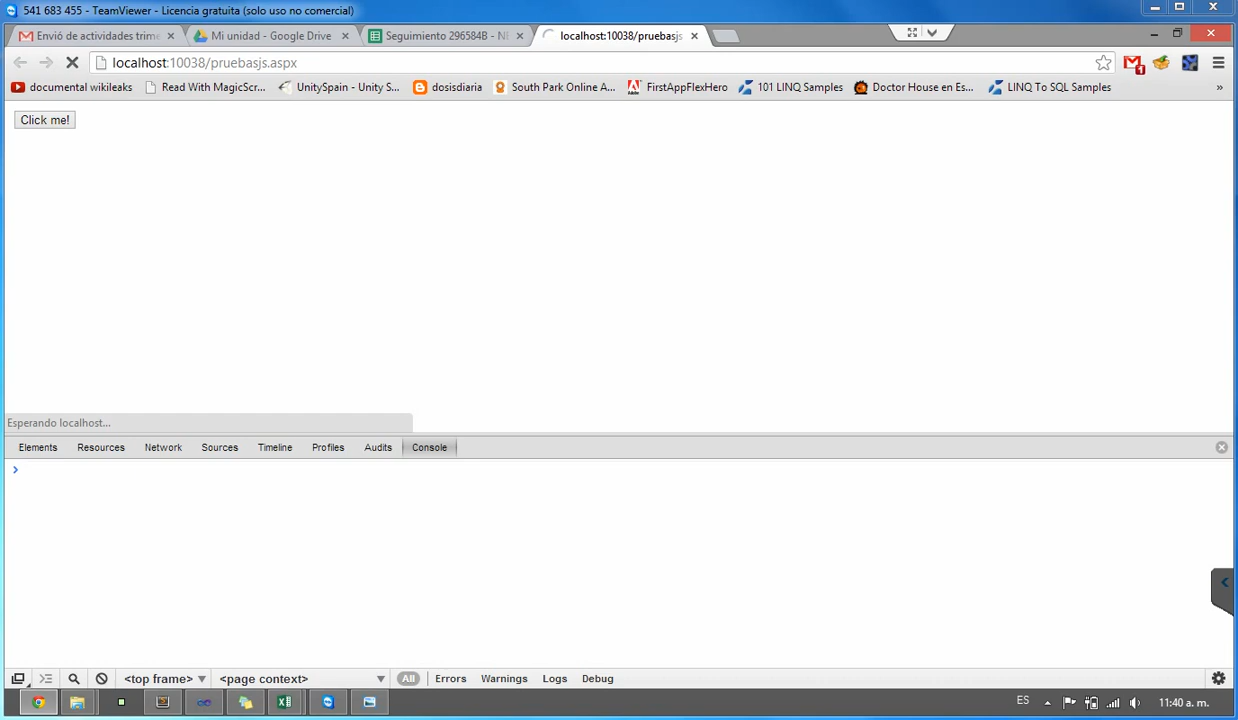 541 683 455 - TeamViewer - Licencia gratuita (solo uso no comercial)
Envió de actividades trime
Mi unidad - Google Drive
Seguimiento 296584B - NE
localhost:10038/pruebasjs
localhost:10038/pruebasjs.aspx
documental wikileaks
Read With MagicScr...
UnitySpain - Unity S...
dosisdiaria
South Park Online A...
FirstAppFlexHero
101 LINQ Samples
Doctor House en Es...
LINQ To SQL Samples
»
Click me!
Esperando localhost...
Elements Resources Network Sources Timeline Profiles Audits Console
<top frame> <page context> All Errors Warnings Logs Debug
ES 11:40 a. m.